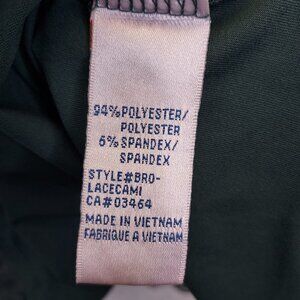 94%POLYESTER/
POLYESTER
6%SPANDEX/
SPANDEX
STYLE#BRO-
LACECAMI
CA#03464
MADE IN VIETNAM
FABRIQUE A VIETNAM